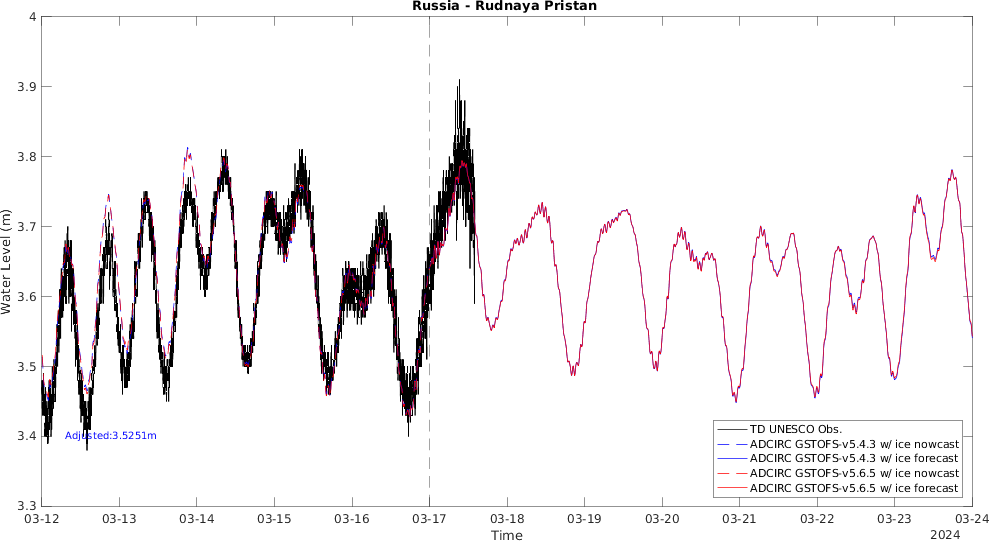 Russia - Rudnaya Pristan
4
3.9
3.8
3.7
3.6
3.5
3.4
3.3
Water Level (m)
Adjusted:3.5251m
TD UNESCO Obs.
ADCIRC GSTOFS-v5.4.3 w/ ice nowcast
ADCIRC GSTOFS-v5.4.3 w/ ice forecast
ADCIRC GSTOFS-v5.6.5 w/ ice nowcast
ADCIRC GSTOFS-v5.6.5 w/ ice forecast
03-12 03-13 03-14 03-15 03-16 03-17 03-18 03-19 03-20 03-21 03-22 03-23 03-24
Time
2024